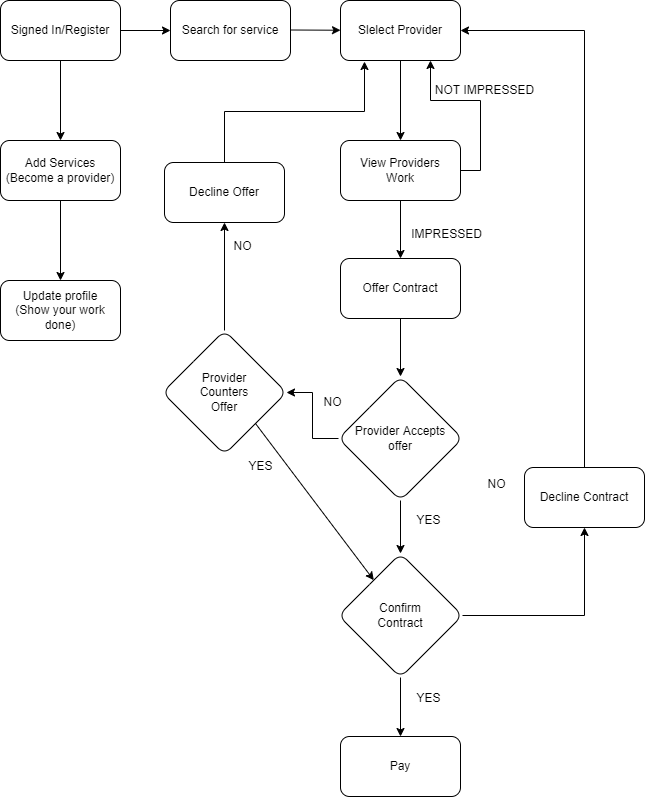 Signed In/Register
Search for service
Slelect Provider
NOT IMPRESSED
Add Services
(Become a provider)
View Providers
Work
Decline Offer
IMPRESSED
NO
Update profile
(Show your work
done)
Offer Contract
Provider
Counters
Offer
NO
Provider Accepts
offer
YES
NO
Decline Contract
YES
Confirm
Contract
YES
Pay